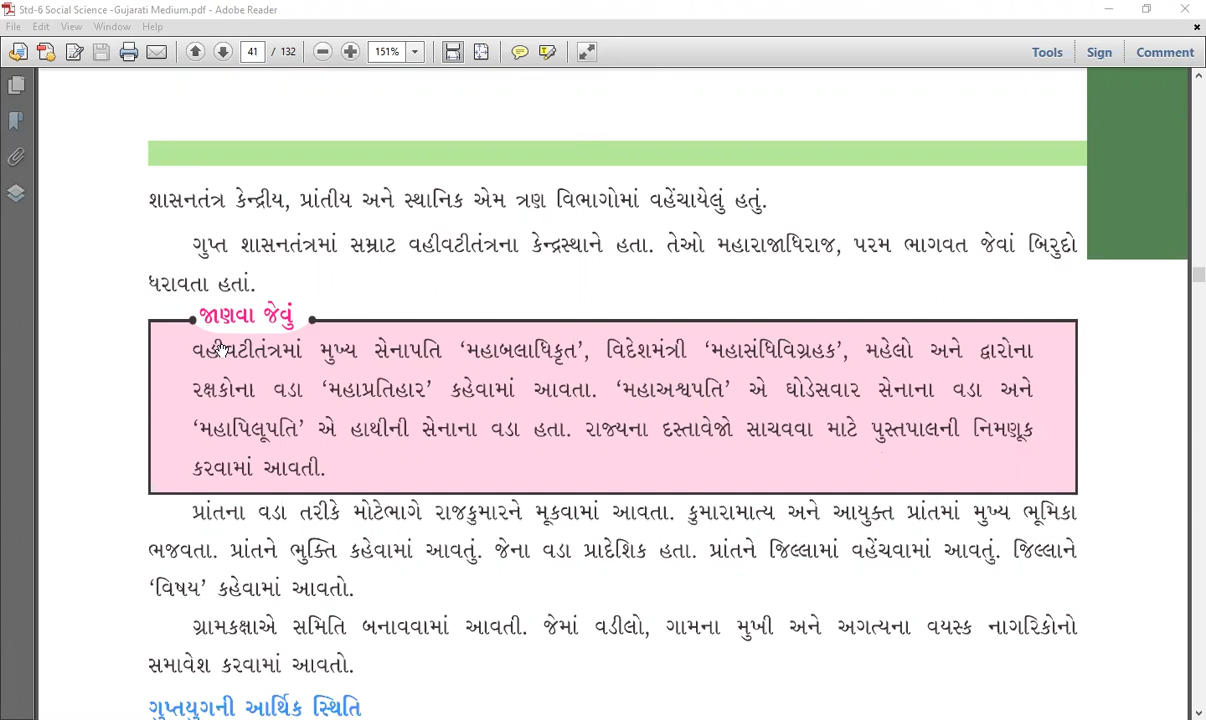 Std-6 Social Science -Gujarati Medium.pdf - Adobe Reader
File Edit View Window Help
41 / 132 151% Tools Sign Comment
શાસનતંત્ર કેન્દ્રીય, પ્રાંતીય અને સ્થાનિક એમ ત્રણ વિભાગોમાં વહેંચાયેલું હતું.
ગુપ્ત શાસનતંત્રમાં સમ્રાટ વહીવટીતંત્રના કેન્દ્રસ્થાને હતા. તેઓ મહારાજાધિરાજ, પરમ ભાગવત જેવાં બિરુદો
ધરાવતા હતાં.
જાણવા જેવું
વહીવટીતંત્રમાં મુખ્ય સેનાપતિ ‘મહાબલાધિકૃત’, વિદેશમંત્રી ‘મહાસંધિવિગ્રહક’, મહેલો અને દ્વારોના
રક્ષકોના વડા ‘મહાપ્રતિહાર’ કહેવામાં આવતા. ‘મહાઅશ્વપતિ’ એ ઘોડેસવાર સેનાના વડા અને
‘મહાપિલૂપતિ’ એ હાથીની સેનાના વડા હતા. રાજ્યના દસ્તાવેજો સાચવવા માટે પુસ્તપાલની નિમણૂક
કરવામાં આવતી.
પ્રાંતના વડા તરીકે મોટેભાગે રાજકુમારને મૂકવામાં આવતા. કુમારામાત્ય અને આયુક્ત પ્રાંતમાં મુખ્ય ભૂમિકા
ભજવતા. પ્રાંતને ભુક્તિ કહેવામાં આવતું. જેના વડા પ્રાદેશિક હતા. પ્રાંતને જિલ્લામાં વહેંચવામાં આવતું. જિલ્લાને
‘વિષય’ કહેવામાં આવતો.
ગ્રામકક્ષાએ સમિતિ બનાવવામાં આવતી. જેમાં વડીલો, ગામના મુખી અને અગત્યના વયસ્ક નાગરિકોનો
સમાવેશ કરવામાં આવતો.
ગુપ્તયુગની આર્થિક સ્થિતિ